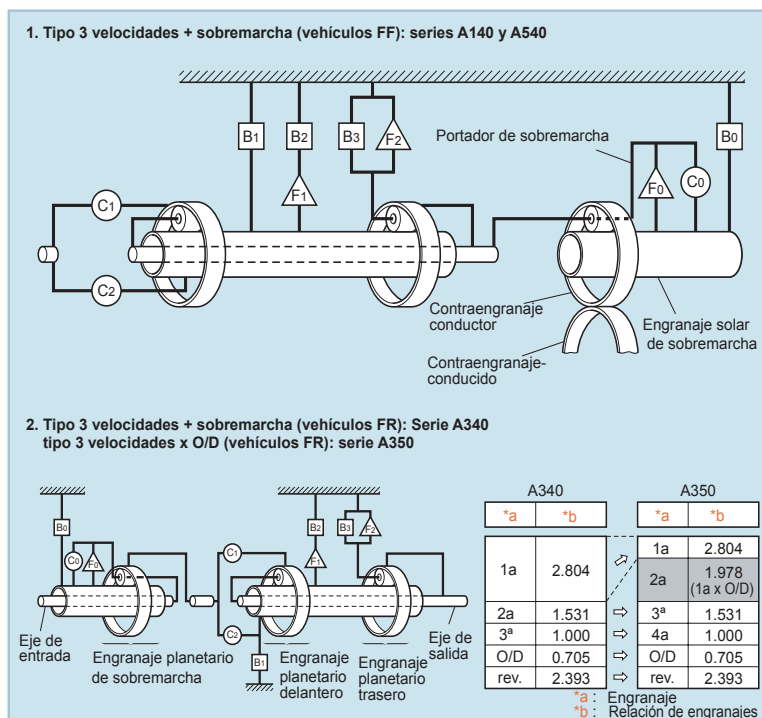 1. Tipo 3 velocidades + sobremarcha (vehículos FF): series A140 y A540
B1
B2
B3
F2
Portador de sobremarcha
B0
F1
F0
C0
C1
C2
Contraengranaje
conductor
Engranaje solar
de sobremarcha
Contraengranaje-
conducido
2. Tipo 3 velocidades + sobremarcha (vehículos FR): Serie A340
tipo 3 velocidades x O/D (vehículos FR): serie A350
B0
C0
F0
C1
C2
B1
B2
F1
B3
F2
Eje de
entrada
Engranaje planetario
de sobremarcha
Engranaje
planetario
delantero
Engranaje
planetario
trasero
Eje de
salida
A340 A350
*a *b *a *b
1a 2.804 ⇨ 1a 2.804
2a 1.978
(1a x O/D)
2a 1.531 ⇨ 3ª 1.531
3ª 1.000 ⇨ 4a 1.000
O/D 0.705 ⇨ O/D 0.705
rev. 2.393 ⇨ rev. 2.393
*a : Engranaje
*b : Relación de engranajes